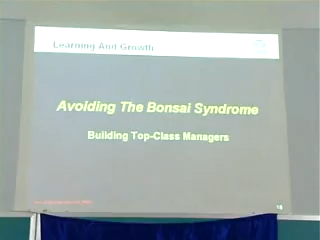 Learning And Growth
Avoiding The Bonsai Syndrome
Building Top-Class Managers